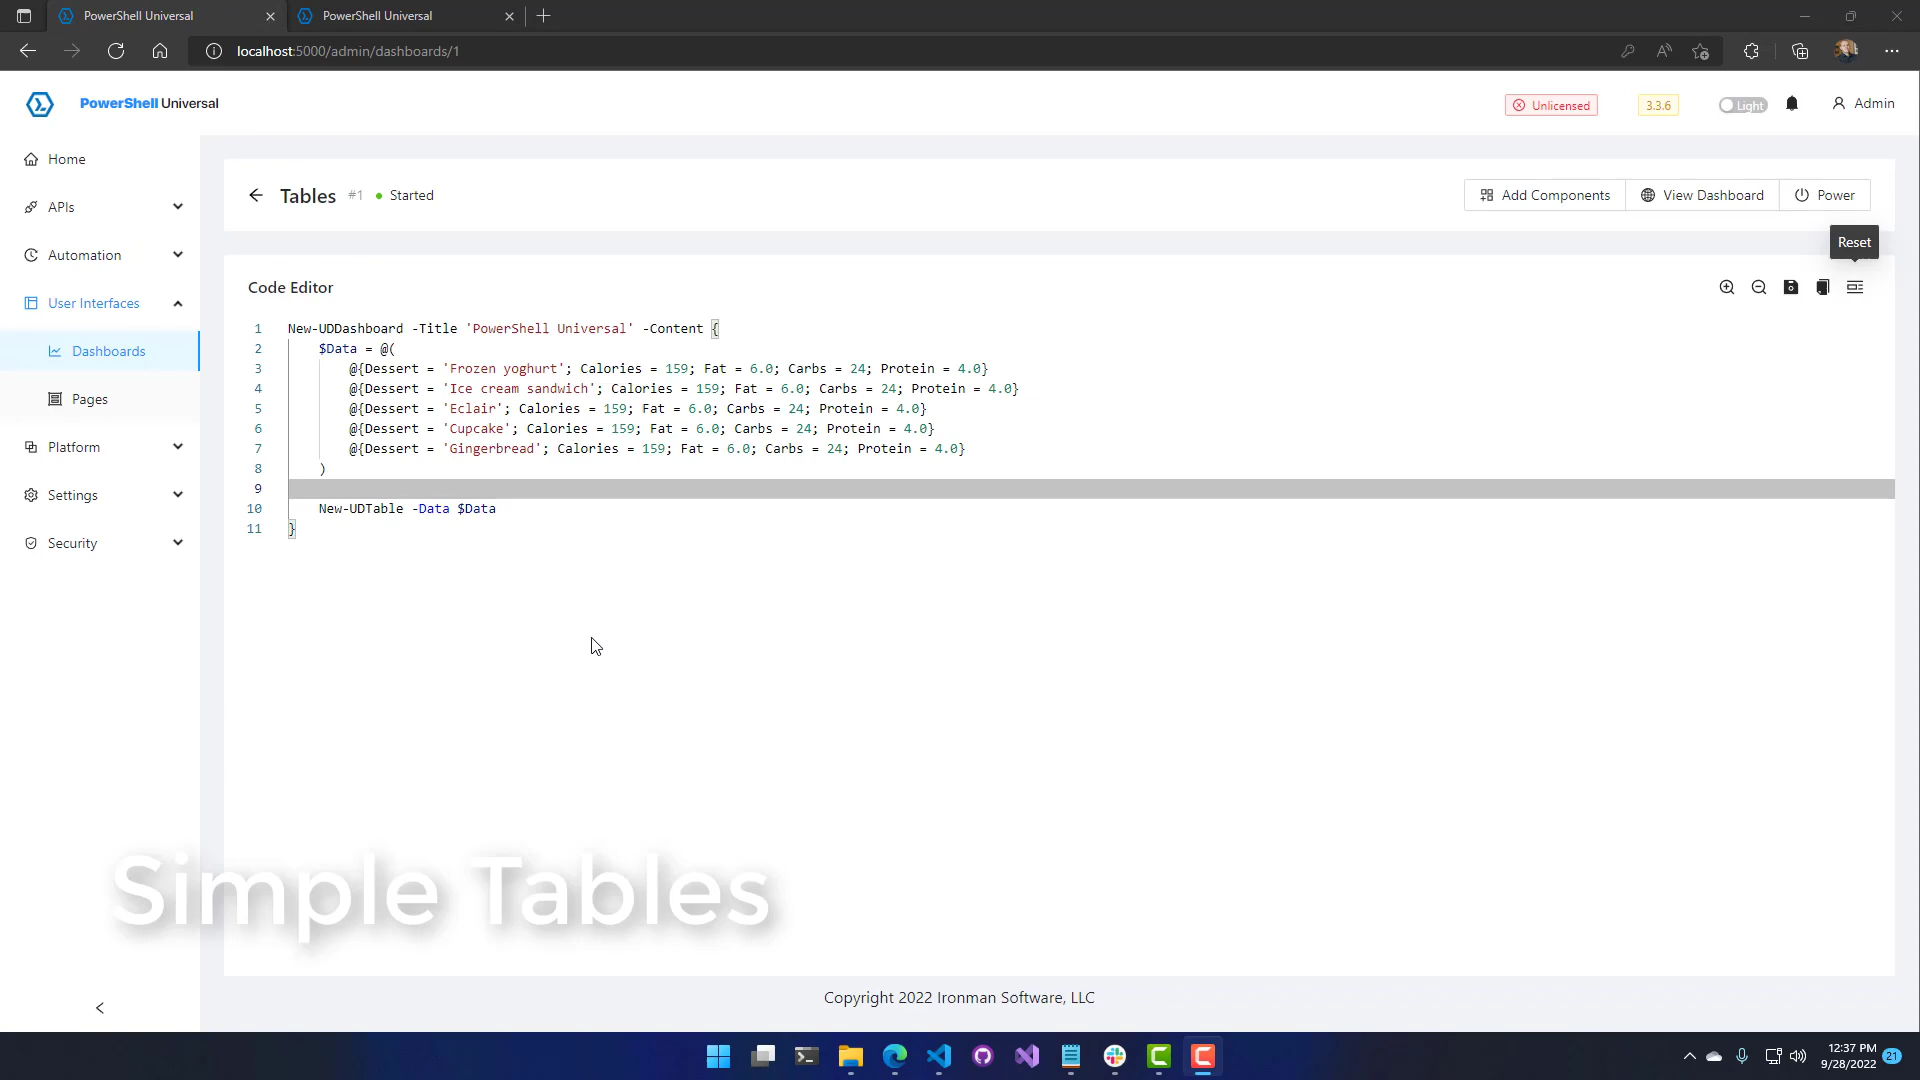 PowerShell Universal
PowerShell Universal
localhost:5000/admin/dashboards/1
PowerShell Universal
Unlicensed
3.3.6
Light
Admin
Home
APIs
Automation
User Interfaces
Dashboards
Pages
Platform
Settings
Security
Tables #1 Started
Add Components
View Dashboard
Power
Reset
Code Editor
1 New-UDDashboard -Title 'PowerShell Universal' -Content {
2 $Data = @(
3 @{Dessert = 'Frozen yoghurt'; Calories = 159; Fat = 6.0; Carbs = 24; Protein = 4.0}
4 @{Dessert = 'Ice cream sandwich'; Calories = 159; Fat = 6.0; Carbs = 24; Protein = 4.0}
5 @{Dessert = 'Eclair'; Calories = 159; Fat = 6.0; Carbs = 24; Protein = 4.0}
6 @{Dessert = 'Cupcake'; Calories = 159; Fat = 6.0; Carbs = 24; Protein = 4.0}
7 @{Dessert = 'Gingerbread'; Calories = 159; Fat = 6.0; Carbs = 24; Protein = 4.0}
8 )
9
10 New-UDTable -Data $Data
11 }
Simple Tables
Copyright 2022 Ironman Software, LLC
12:37 PM
9/28/2022
21